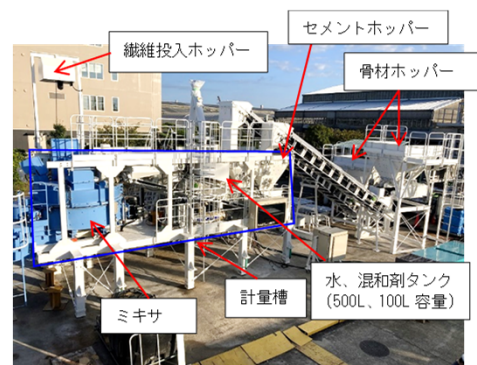 セメントホッパー
繊維投入ホッパー
骨材ホッパー
ミキサ
計量槽
水、混和剤タンク
(500L、100L 容量)